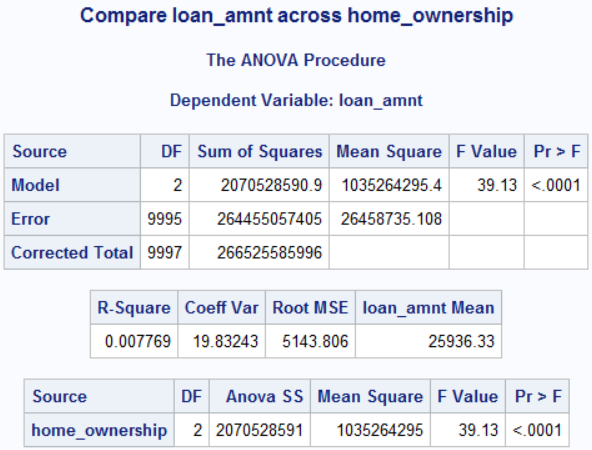 Compare loan_amnt across home_ownership
The ANOVA Procedure
Dependent Variable: loan_amnt
Source DF Sum of Squares Mean Square F Value Pr > F
Model 2 2070528590.9 1035264295.4 39.13 <.0001
Error 9995 264455057405 26458735.108
Corrected Total 9997 266525585996
R-Square Coeff Var Root MSE loan_amnt Mean
0.007769 19.83243 5143.806 25936.33
Source DF Anova SS Mean Square F Value Pr > F
home_ownership 2 2070528591 1035264295 39.13 <.0001